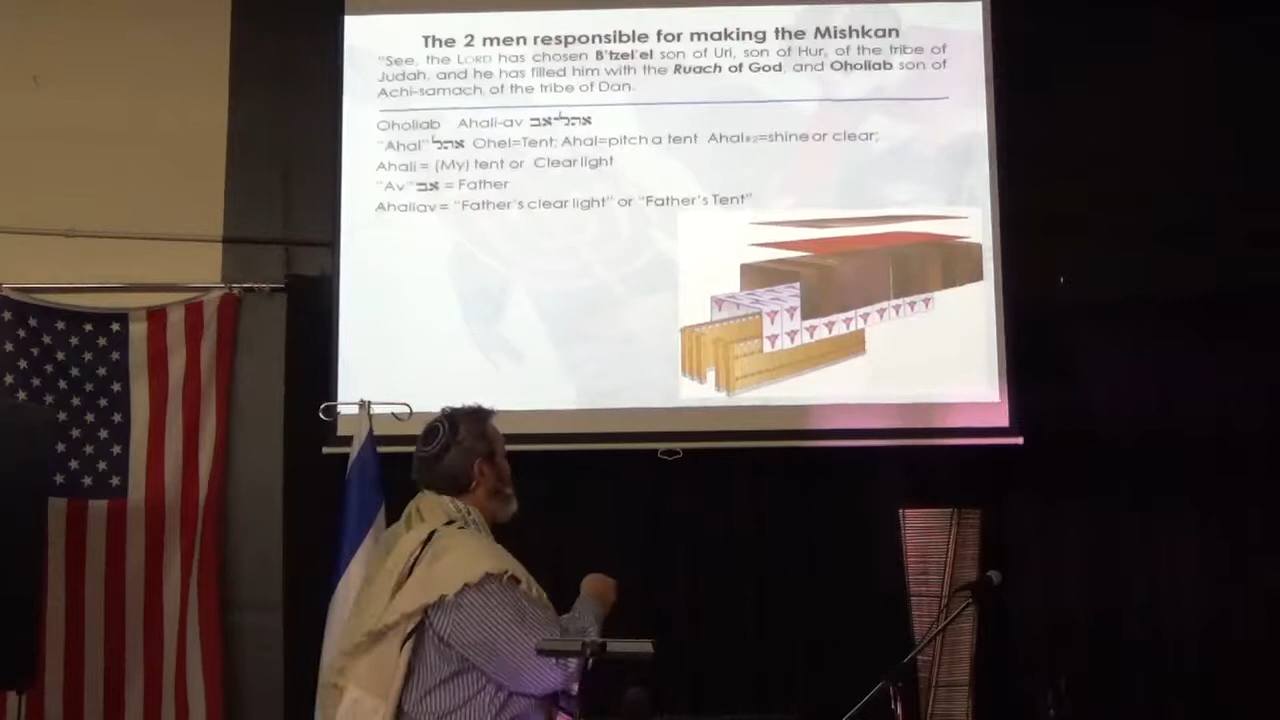 The 2 men responsible for making the Mishkan
"See, the LORD has chosen B'tzel'el son of Uri, son of Hur, of the tribe of
Judah, and he has filled him with the Ruach of God, and Oholiab son of
Achi-samach, of the tribe of Dan.
Oholiab Ahali-av אהלי-אב
"Ahal" אהל Ohel=Tent; Ahal=pitch a tent Ahal#2=shine or clear;
Ahali = (My) tent or Clear light
"Av" אב = Father
Ahaliav = "Father's clear light" or "Father's Tent"